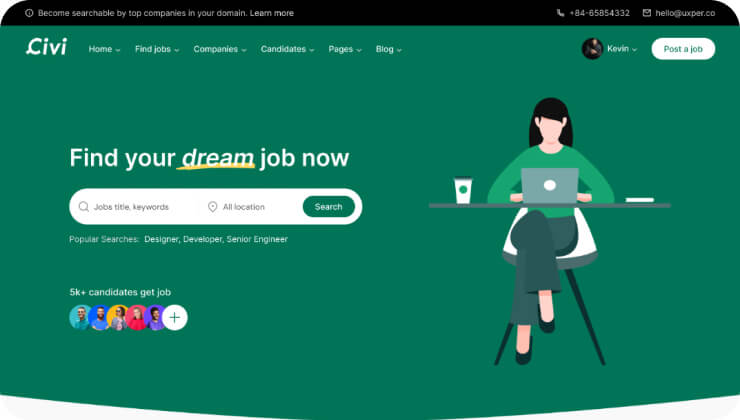 Become searchable by top companies in your domain. Learn more
+84-65854332
hello@uxper.co
Civi
Home
Find jobs
Companies
Candidates
Pages
Blog
Kevin
Post a job
Find your dream job now
Jobs title, keywords
All location
Search
Popular Searches: Designer, Developer, Senior Engineer
5k+ candidates get job